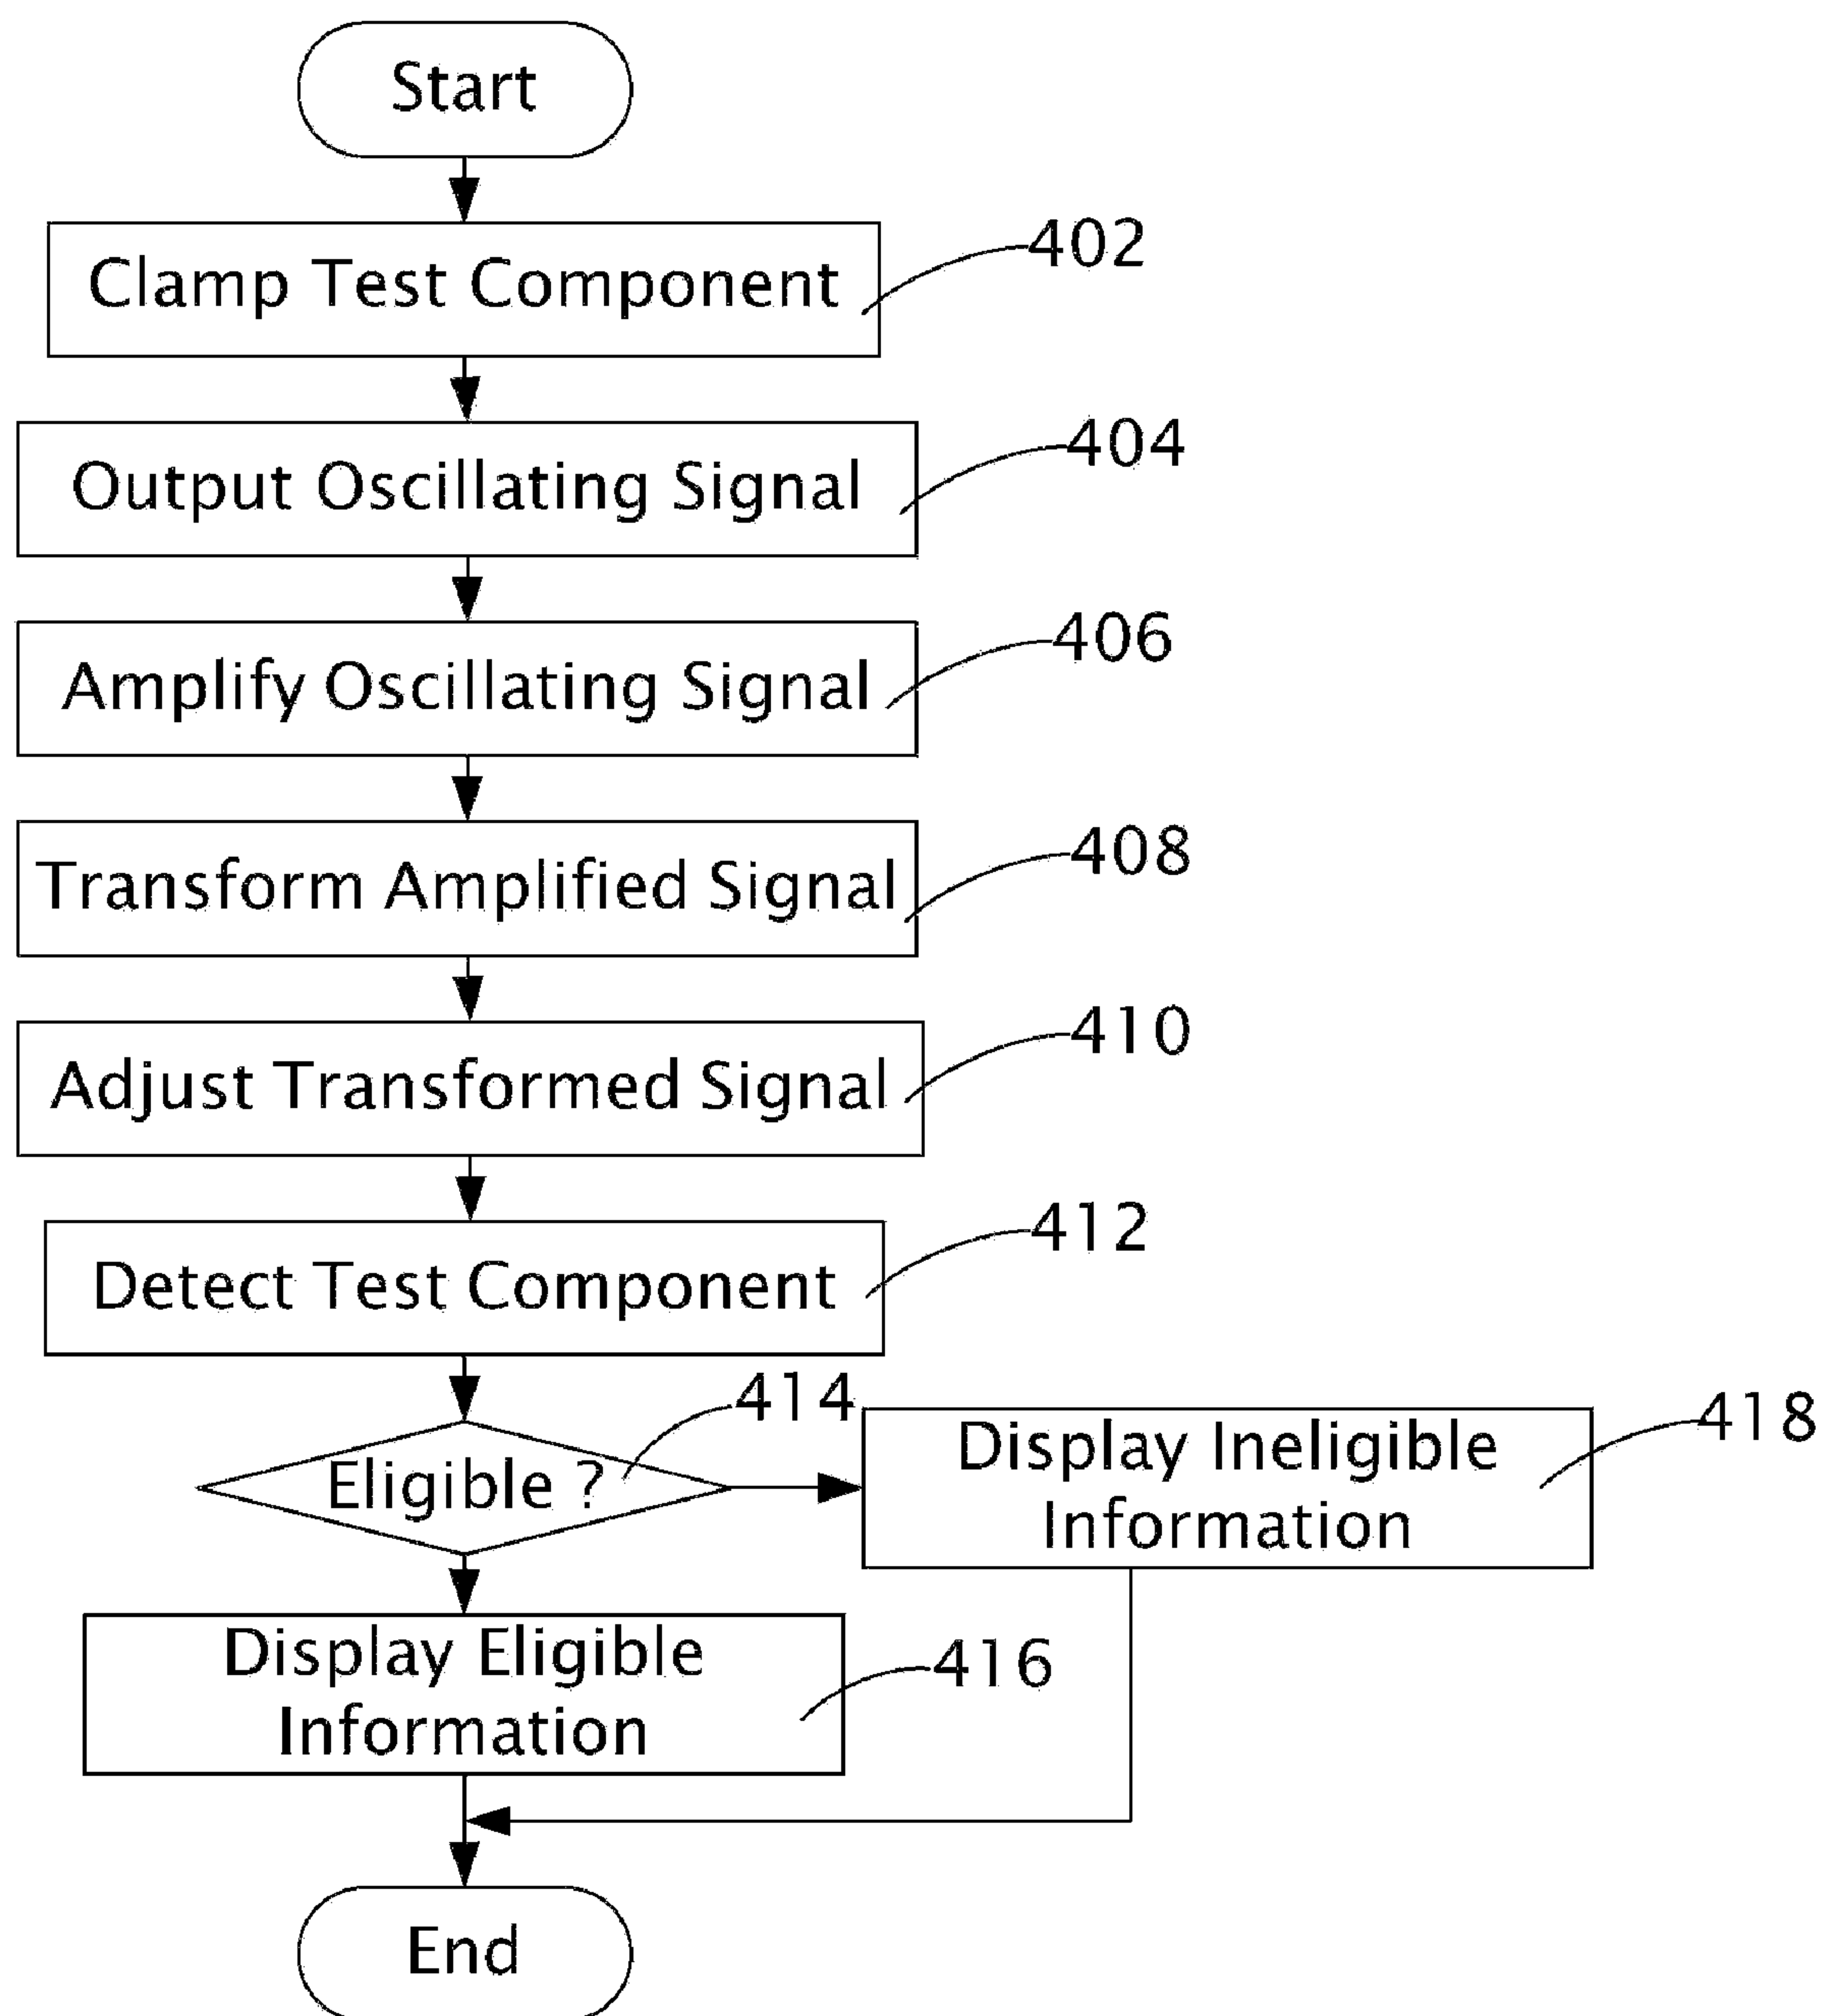 Start
Clamp Test Component
402
Output Oscillating Signal
404
Amplify Oscillating Signal
406
Transform Amplified Signal
408
Adjust Transformed Signal
410
Detect Test Component
412
Eligible ?
414
Display Ineligible
Information
418
Display Eligible
Information
416
End